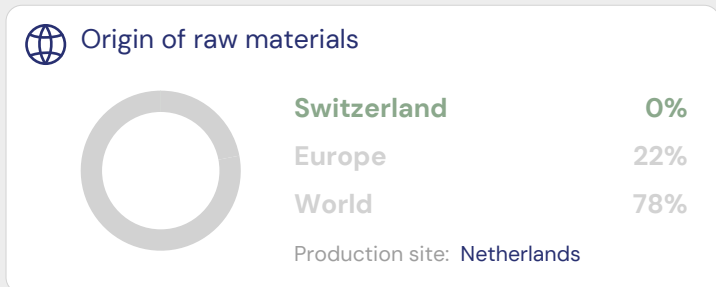 Origin of raw materials
Switzerland 0%
Europe 22%
World 78%
Production site: Netherlands